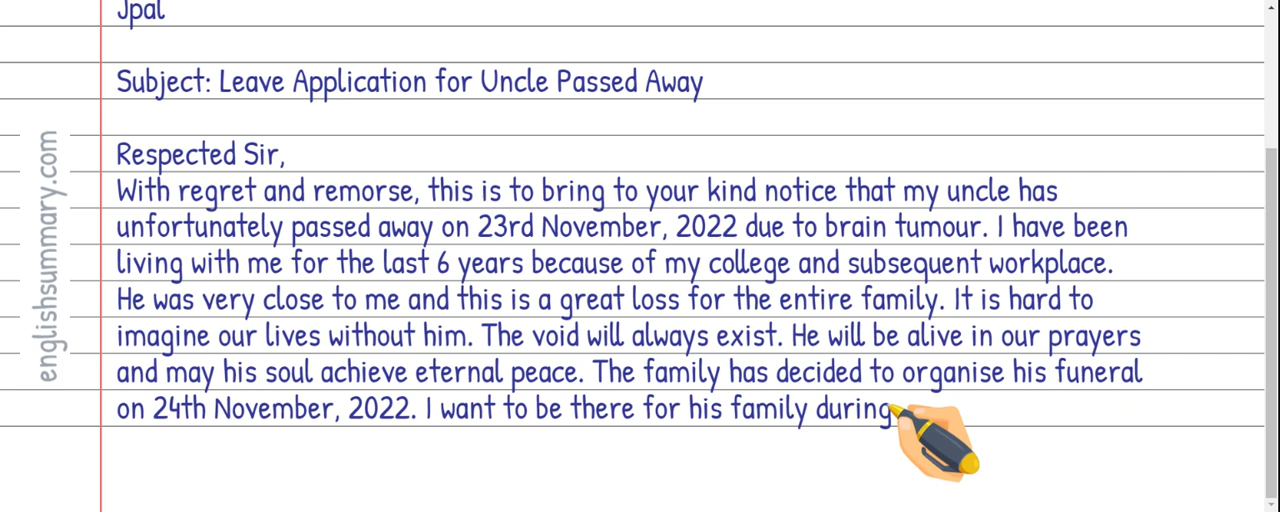 Jpal
Subject: Leave Application for Uncle Passed Away
Respected Sir,
With regret and remorse, this is to bring to your kind notice that my uncle has
unfortunately passed away on 23rd November, 2022 due to brain tumour. I have been
living with me for the last 6 years because of my college and subsequent workplace.
He was very close to me and this is a great loss for the entire family. It is hard to
imagine our lives without him. The void will always exist. He will be alive in our prayers
and may his soul achieve eternal peace. The family has decided to organise his funeral
on 24th November, 2022. I want to be there for his family during
englishsummary.com